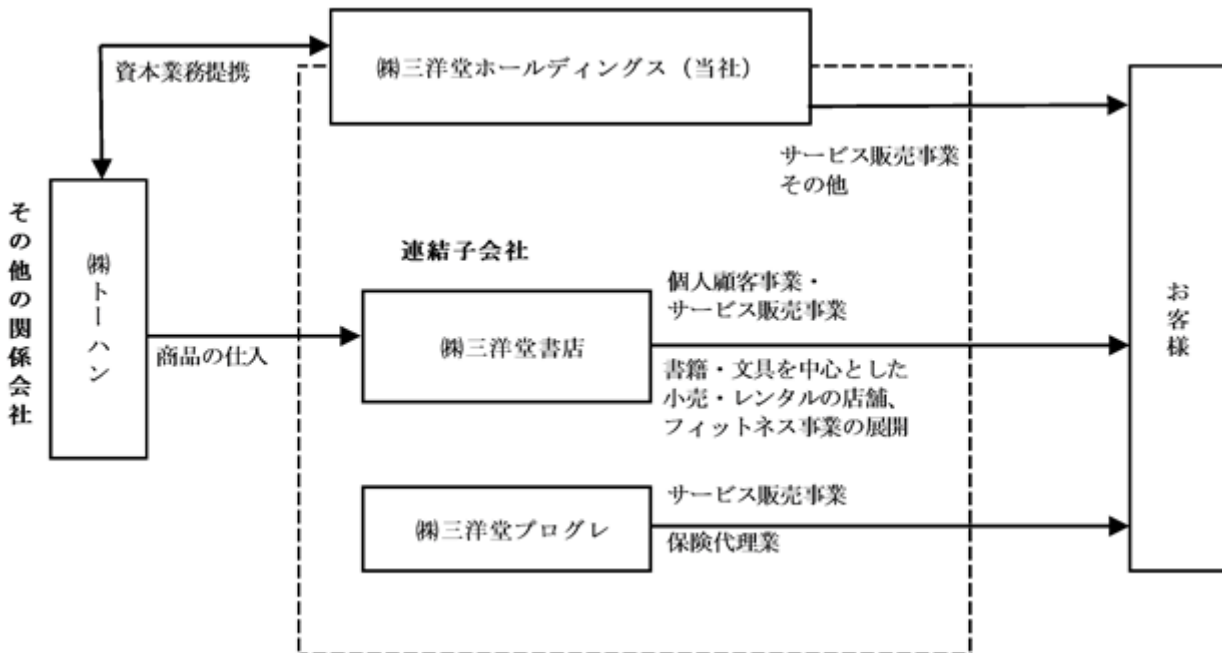 ㈱三洋堂ホールディングス（当社）
資本業務提携
サービス販売事業
その他
その他の関係会社
㈱トーハン
連結子会社
商品の仕入
㈱三洋堂書店
個人顧客事業・
サービス販売事業
書籍・文具を中心とした
小売・レンタルの店舗、
フィットネス事業の展開
お客様
㈱三洋堂プログレ
サービス販売事業
保険代理業